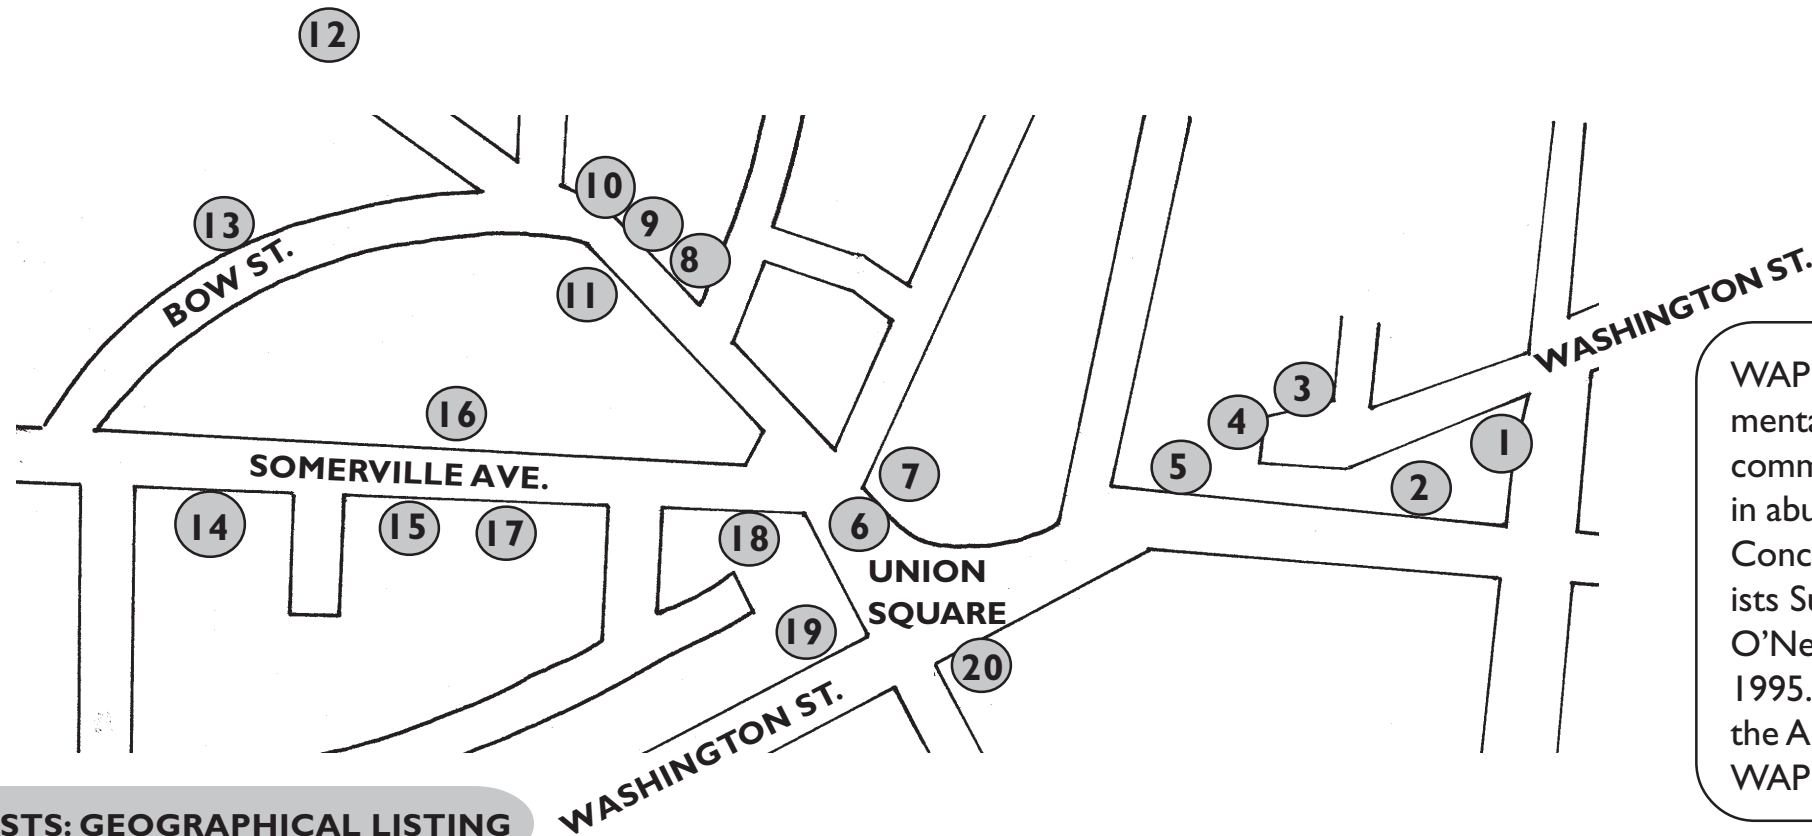 12
10
9
8
13
BOW ST.
11
WASHINGTON ST.
3
4
1
16
SOMERVILLE AVE.
5
7
2
14
15
17
18
6
UNION
SQUARE
19
20
WASHINGTON ST.
STS: GEOGRAPHICAL LISTING
WAP
menta
comm
in abu
Conc
ists Su
O'Ne
1995.
the A
WAP